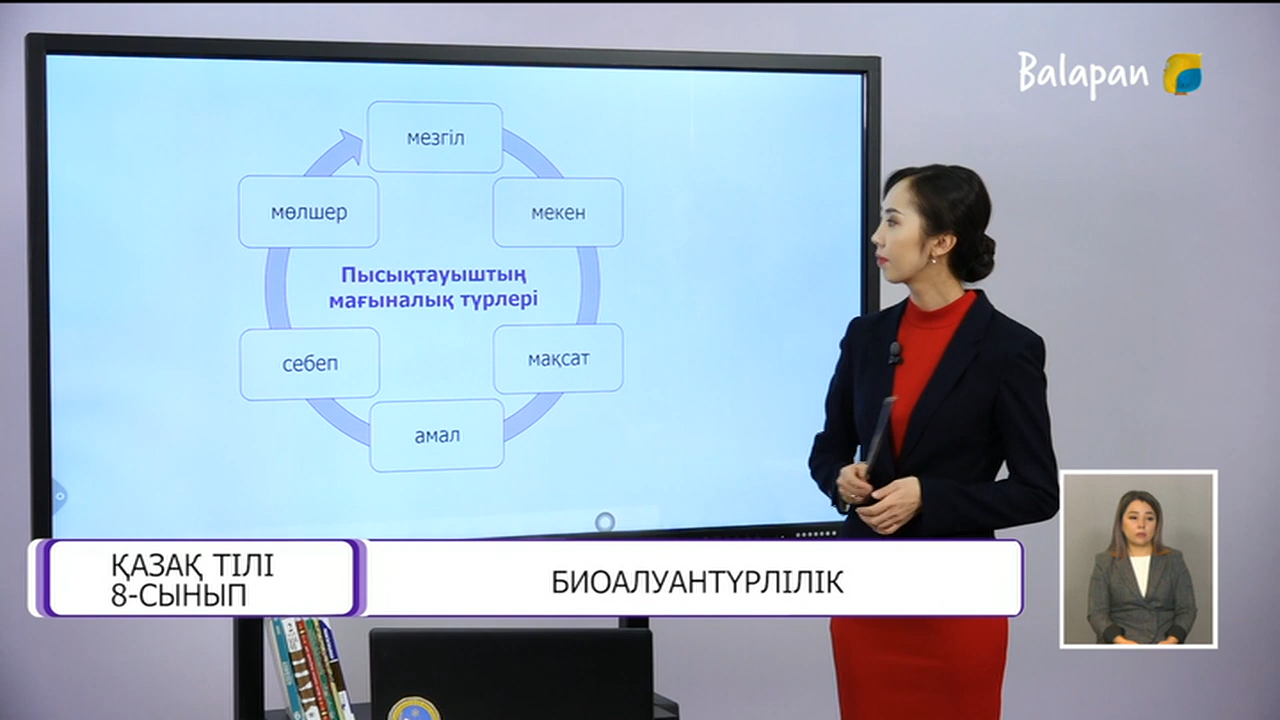 Balapan
мезгіл
мөлшер
мекен
Пысықтауыштың
мағыналық түрлері
себеп
мақсат
амал
ҚАЗАҚ ТІЛІ
8-СЫНЫП
БИОАЛУАНТҮРЛІЛІК